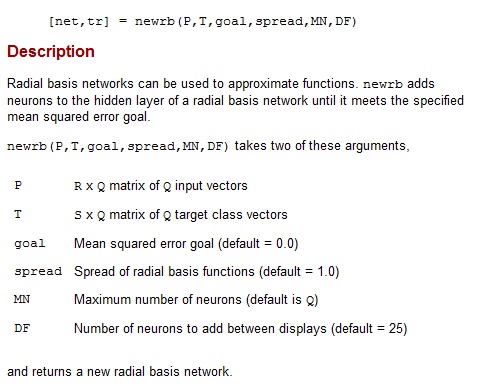 [net,tr] = newrb(P,T,goal,spread,MN,DF)
Description
Radial basis networks can be used to approximate functions. newrb adds
neurons to the hidden layer of a radial basis network until it meets the specified
mean squared error goal.
newrb(P,T,goal,spread,MN,DF) takes two of these arguments,
P R x Q matrix of Q input vectors
T S x Q matrix of Q target class vectors
goal Mean squared error goal (default = 0.0)
spread Spread of radial basis functions (default = 1.0)
MN Maximum number of neurons (default is Q)
DF Number of neurons to add between displays (default = 25)
and returns a new radial basis network.